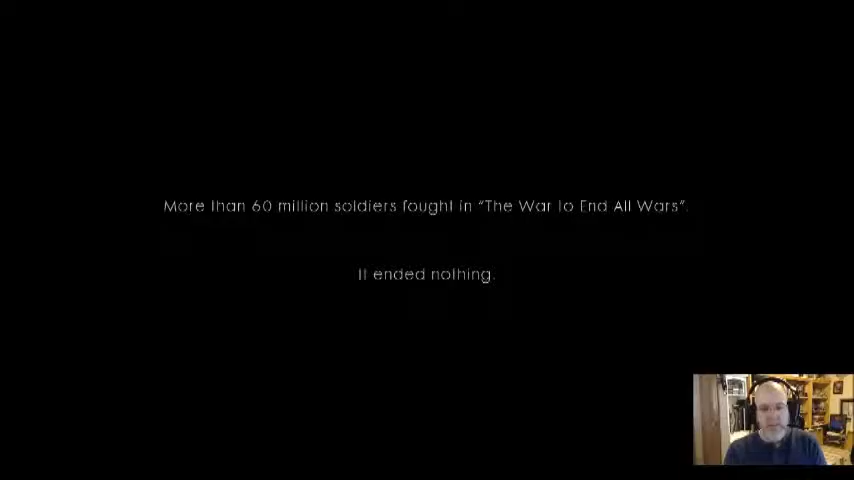 More than 60 million soldiers fought in “The War To End All Wars”.
It ended nothing.